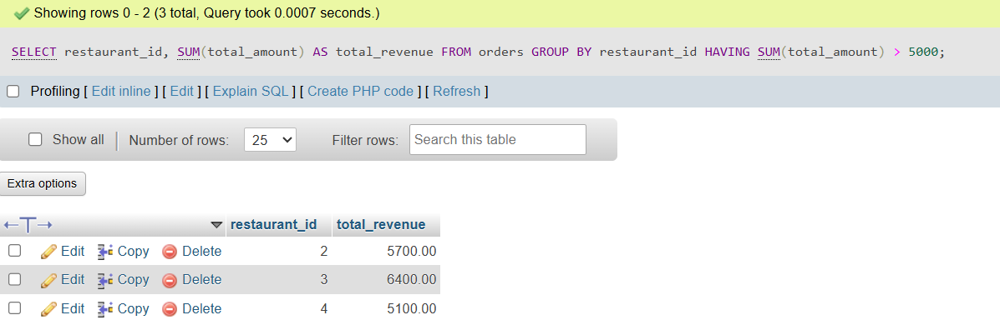 Showing rows 0 - 2 (3 total, Query took 0.0007 seconds.)
SELECT restaurant_id, SUM(total_amount) AS total_revenue FROM orders GROUP BY restaurant_id HAVING SUM(total_amount) > 5000;
Profiling [ Edit inline ] [ Edit ] [ Explain SQL ] [ Create PHP code ] [ Refresh ]
Show all Number of rows: 25 Filter rows: Search this table
Extra options
restaurant_id total_revenue
Edit Copy Delete 2 5700.00
Edit Copy Delete 3 6400.00
Edit Copy Delete 4 5100.00